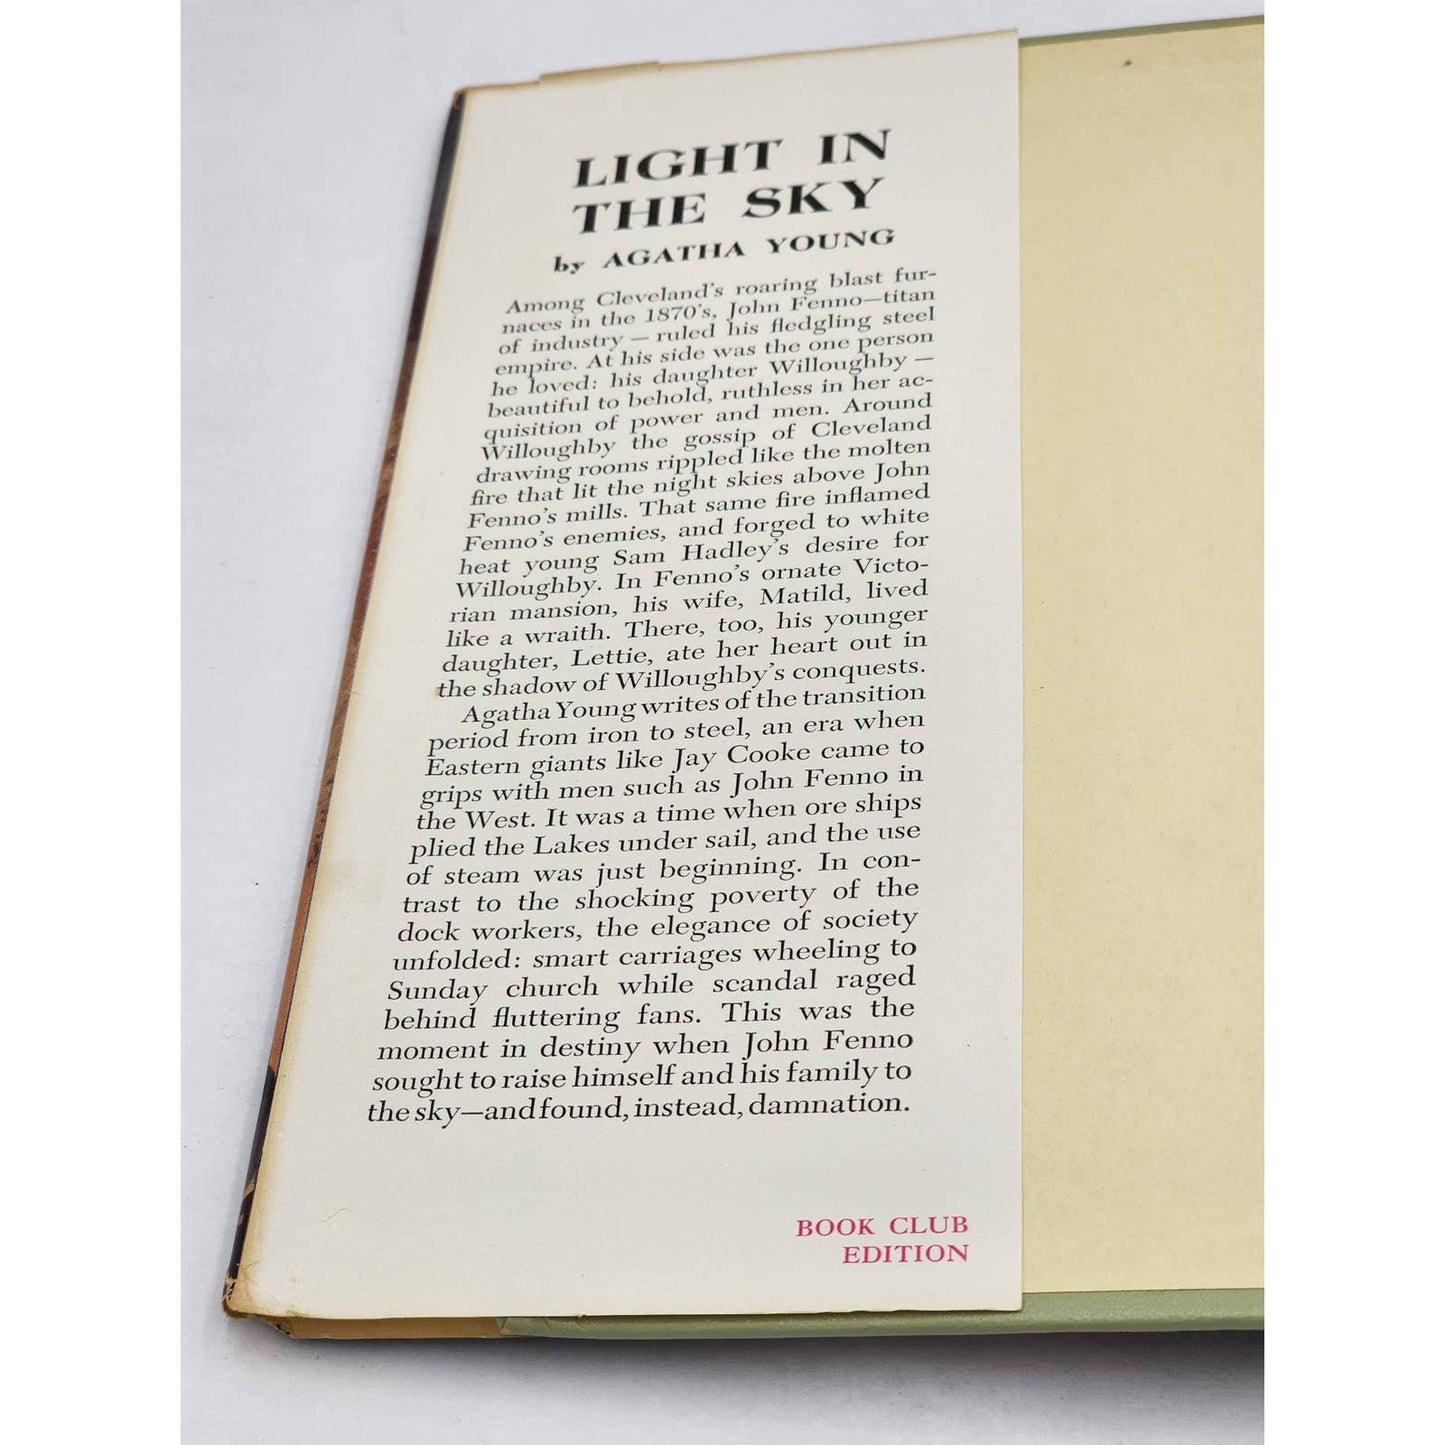 LIGHT IN
THE SKY
by AGATHA YOUNG
Among Cleveland's roaring blast fur-
naces in the 1870's, John Fenno—titan
of industry — ruled his fledgling steel
empire. At his side was the one person
he loved: his daughter Willoughby —
beautiful to behold, ruthless in her ac-
quisition of power and men. Around
Willoughby the gossip of Cleveland
drawing rooms rippled like the molten
fire that lit the night skies above John
Fenno's mills. That same fire inflamed
Fenno's enemies, and forged to white
heat young Sam Hadley's desire for
Willoughby. In Fenno's ornate Victo-
rian mansion, his wife, Matild, lived
like a wraith. There, too, his younger
daughter, Lettie, ate her heart out in
the shadow of Willoughby's conquests.
Agatha Young writes of the transition
period from iron to steel, an era when
Eastern giants like Jay Cooke came to
grips with men such as John Fenno in
the West. It was a time when ore ships
plied the Lakes under sail, and the use
of steam was just beginning. In con-
trast to the shocking poverty of the
dock workers, the elegance of society
unfolded: smart carriages wheeling to
Sunday church while scandal raged
behind fluttering fans. This was the
moment in destiny when John Fenno
sought to raise himself and his family to
the sky—and found, instead, damnation.
BOOK CLUB
EDITION